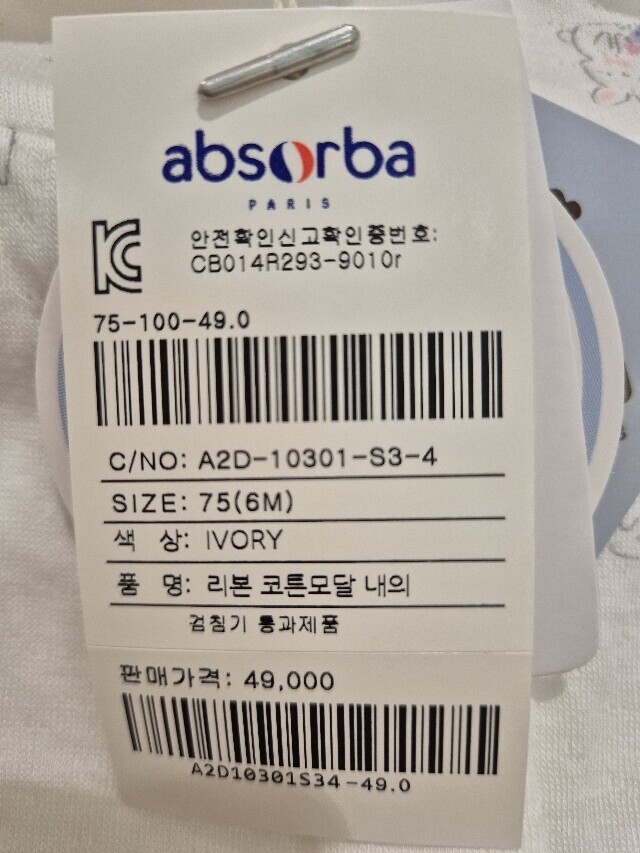 absorba
PARIS
안전확인신고확인증번호:
CB014R293-9010r
75-100-49.0
C/NO: A2D-10301-S3-4
SIZE: 75(6M)
색 상: IVORY
품 명: 리본 코튼모달 내의
검침기 통과제품
판매가격: 49,000
A2D10301S34-49.0